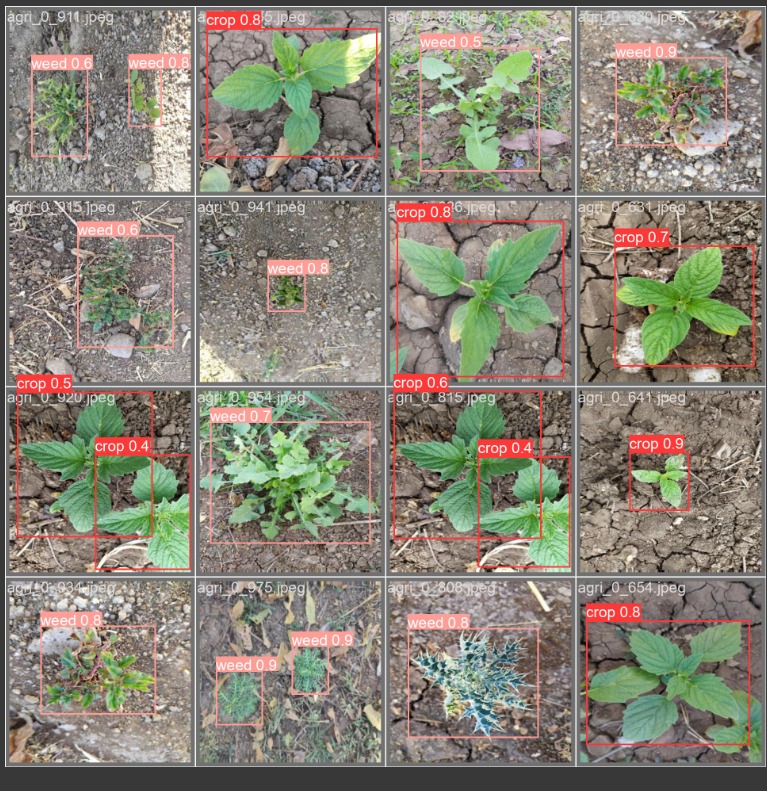 agri_0_911.jpeg
weed 0.6
weed 0.8
crop 0.8
weed 0.5
agri_0_630.jpeg
weed 0.9
agri_0_915.jpeg
weed 0.6
agri_0_941.jpeg
weed 0.8
crop 0.8
agri_0_631.jpeg
crop 0.7
crop 0.5
agri_0_920.jpeg
crop 0.4
agri_0_954.jpeg
weed 0.7
crop 0.6
agri_0_815.jpeg
crop 0.4
agri_0_641.jpeg
crop 0.9
agri_0_934.jpeg
weed 0.8
agri_0_975.jpeg
weed 0.9
weed 0.9
agri_0_808.jpeg
weed 0.8
agri_0_654.jpeg
crop 0.8